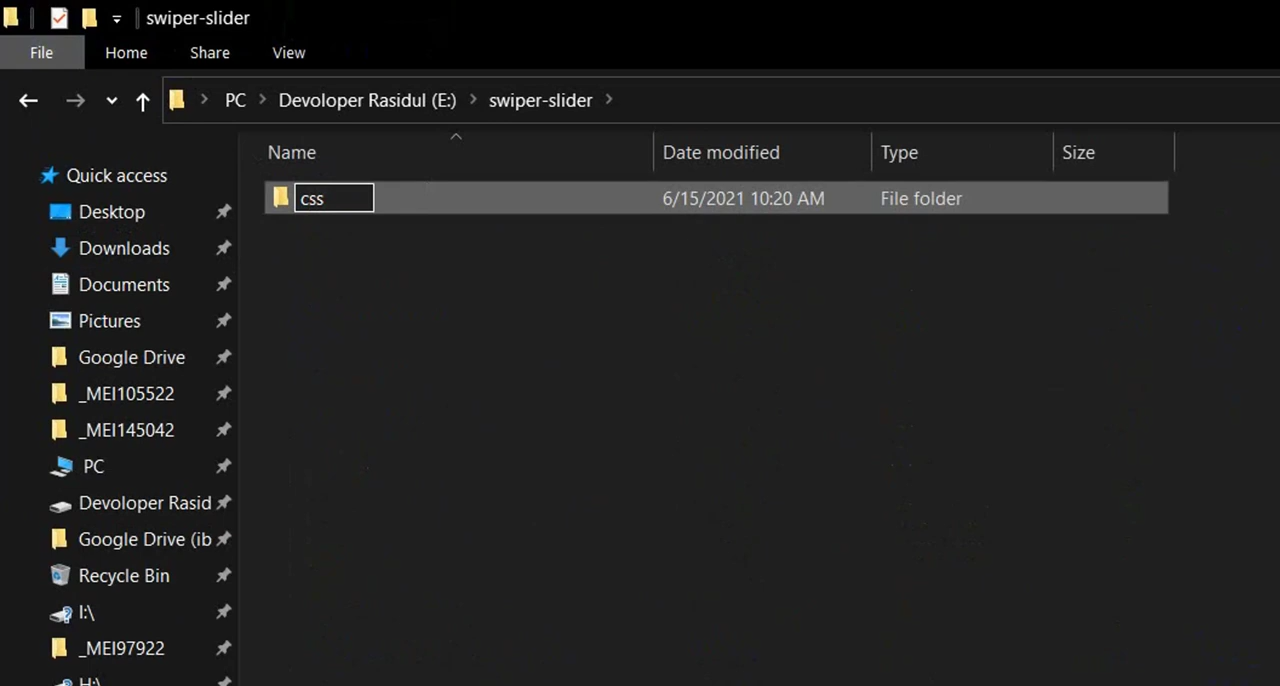 swiper-slider
File Home Share View
PC Devoloper Rasidul (E:) swiper-slider
Name Date modified Type Size
css 6/15/2021 10:20 AM File folder
Quick access
Desktop
Downloads
Documents
Pictures
Google Drive
_MEI105522
_MEI145042
PC
Devoloper Rasid
Google Drive (ib
Recycle Bin
I:\
_MEI97922
H:\